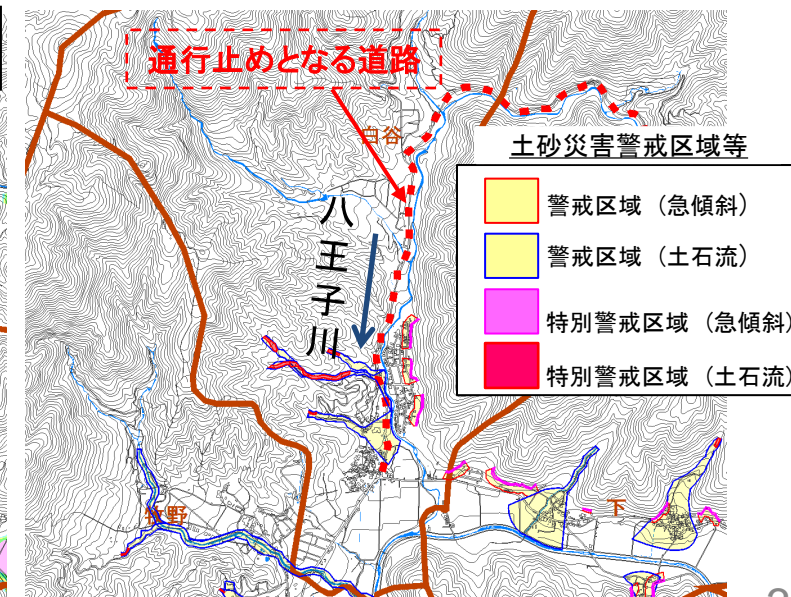 通行止めとなる道路
白谷
八王子川
土砂災害警戒区域等
警戒区域（急傾斜）
警戒区域（土石流）
特別警戒区域（急傾斜）
特別警戒区域（土石流）
竹野
下